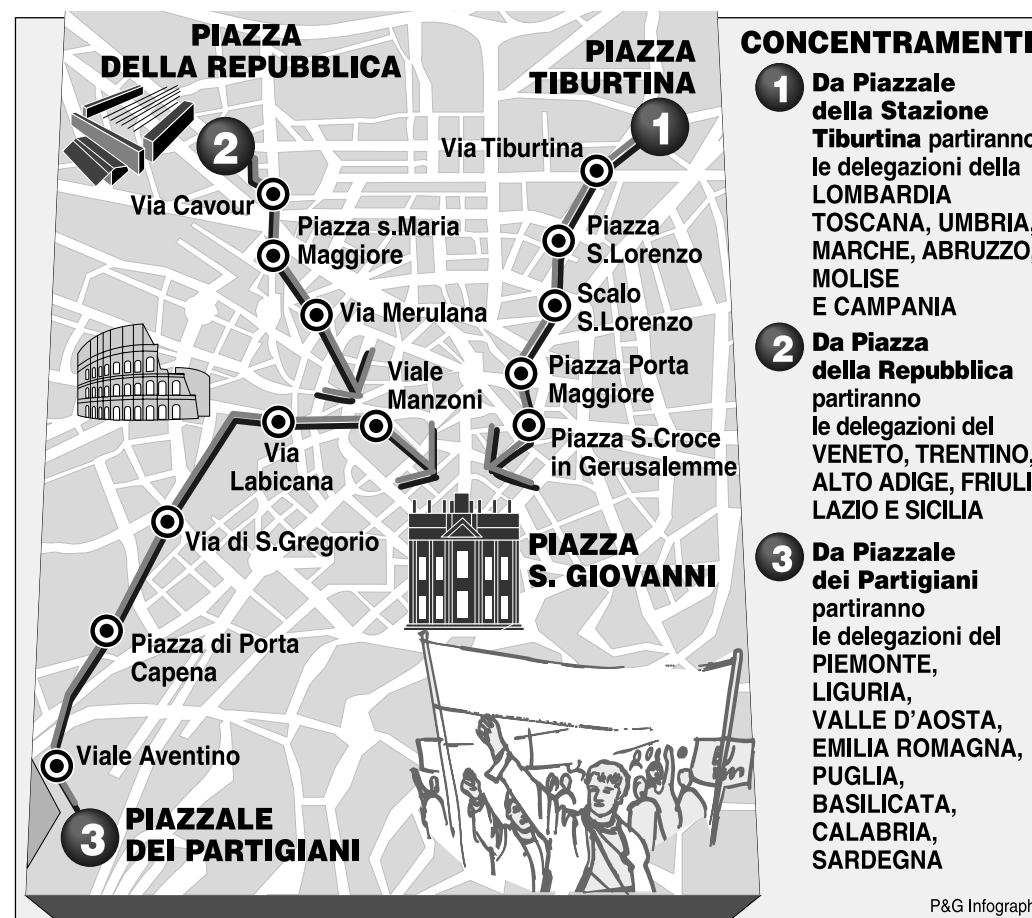 PIAZZA
DELLA REPUBBLICA
2
Via Cavour
Piazza s.Maria
Maggiore
Via Merulana
PIAZZA
TIBURTINA
1
Via Tiburtina
Piazza
S.Lorenzo
Scalo
S.Lorenzo
Piazza Porta
Maggiore
Piazza S.Croce
in Gerusalemme
Viale
Manzoni
Via
Labicana
Via di S.Gregorio
Piazza di Porta
Capena
Viale Aventino
3
PIAZZALE
DEI PARTIGIANI
PIAZZA
S. GIOVANNI
CONCENTRAMENTI
1
Da Piazzale
della Stazione
Tiburtina partiranno
le delegazioni della
LOMBARDIA
TOSCANA, UMBRIA,
MARCHE, ABRUZZO,
MOLISE
E CAMPANIA
2
Da Piazza
della Repubblica
partiranno
le delegazioni del
VENETO, TRENTINO,
ALTO ADIGE, FRIULI
LAZIO E SICILIA
3
Da Piazzale
dei Partigiani
partiranno
le delegazioni del
PIEMONTE,
LIGURIA,
VALLE D'AOSTA,
EMILIA ROMAGNA,
PUGLIA,
BASILICATA,
CALABRIA,
SARDEGNA
P&G Infograph